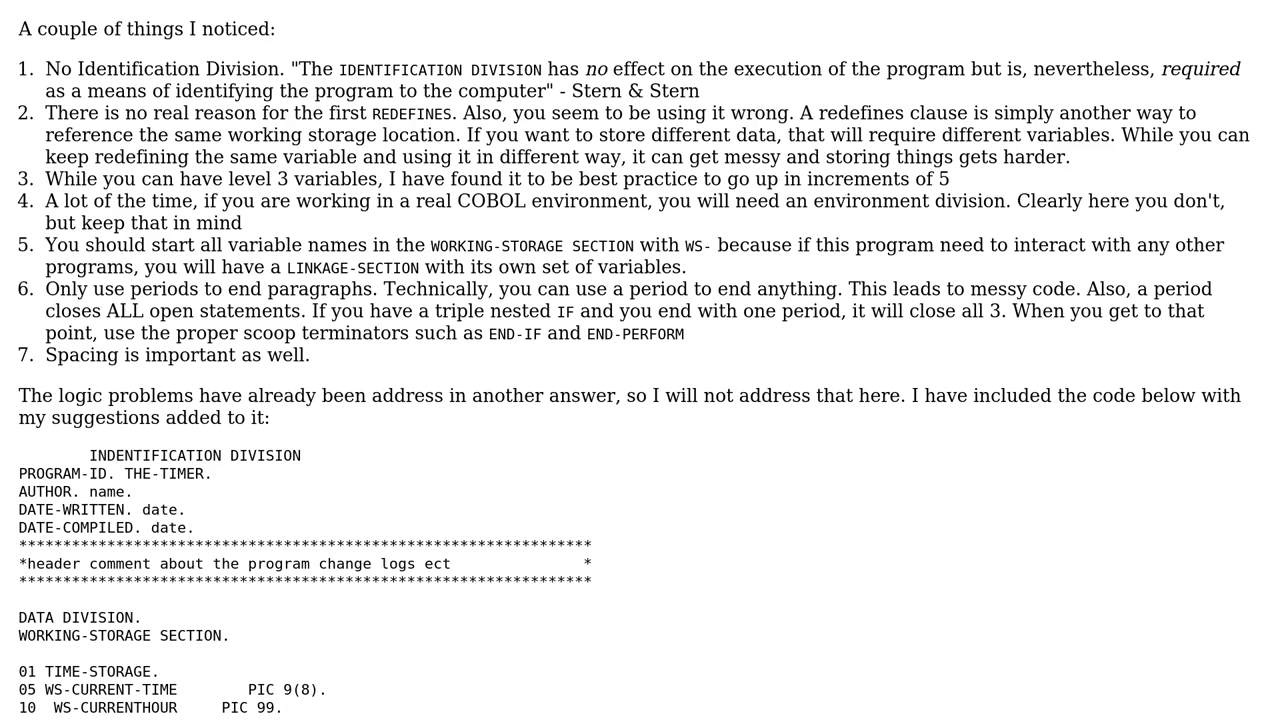 A couple of things I noticed:
1. No Identification Division. "The IDENTIFICATION DIVISION has no effect on the execution of the program but is, nevertheless, required
as a means of identifying the program to the computer" - Stern & Stern
2. There is no real reason for the first REDEFINES. Also, you seem to be using it wrong. A redefines clause is simply another way to
reference the same working storage location. If you want to store different data, that will require different variables. While you can
keep redefining the same variable and using it in different way, it can get messy and storing things gets harder.
3. While you can have level 3 variables, I have found it to be best practice to go up in increments of 5
4. A lot of the time, if you are working in a real COBOL environment, you will need an environment division. Clearly here you don't,
but keep that in mind
5. You should start all variable names in the WORKING-STORAGE SECTION with WS- because if this program need to interact with any other
programs, you will have a LINKAGE-SECTION with its own set of variables.
6. Only use periods to end paragraphs. Technically, you can use a period to end anything. This leads to messy code. Also, a period
closes ALL open statements. If you have a triple nested IF and you end with one period, it will close all 3. When you get to that
point, use the proper scoop terminators such as END-IF and END-PERFORM
7. Spacing is important as well.
The logic problems have already been address in another answer, so I will not address that here. I have included the code below with
my suggestions added to it:
        INDENTIFICATION DIVISION
PROGRAM-ID. THE-TIMER.
AUTHOR. name.
DATE-WRITTEN. date.
DATE-COMPILED. date.
*****************************************************************
*header comment about the program change logs ect               *
*****************************************************************
DATA DIVISION.
WORKING-STORAGE SECTION.
01 TIME-STORAGE.
05 WS-CURRENT-TIME        PIC 9(8).
10  WS-CURRENTHOUR     PIC 99.